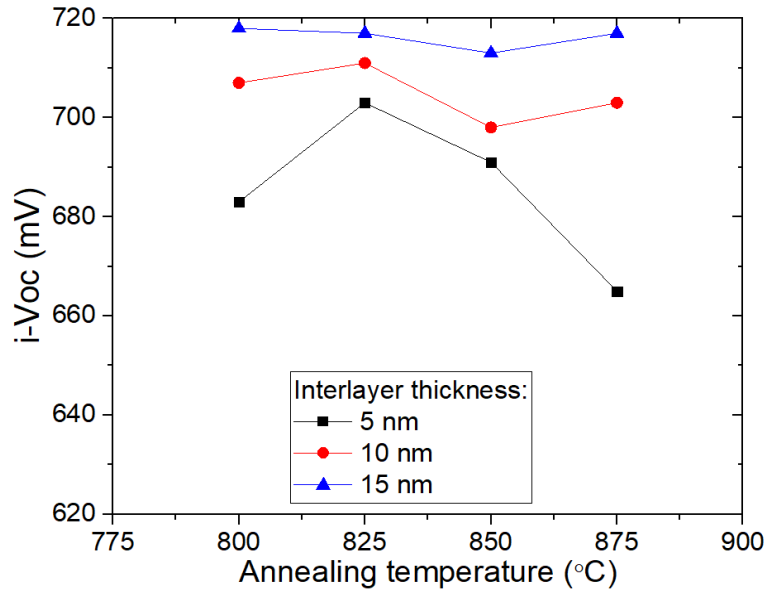 720
700
680
660
640
620
i-Voc (mV)
Interlayer thickness:
5 nm
10 nm
15 nm
775 800 825 850 875 900
Annealing temperature (°C)